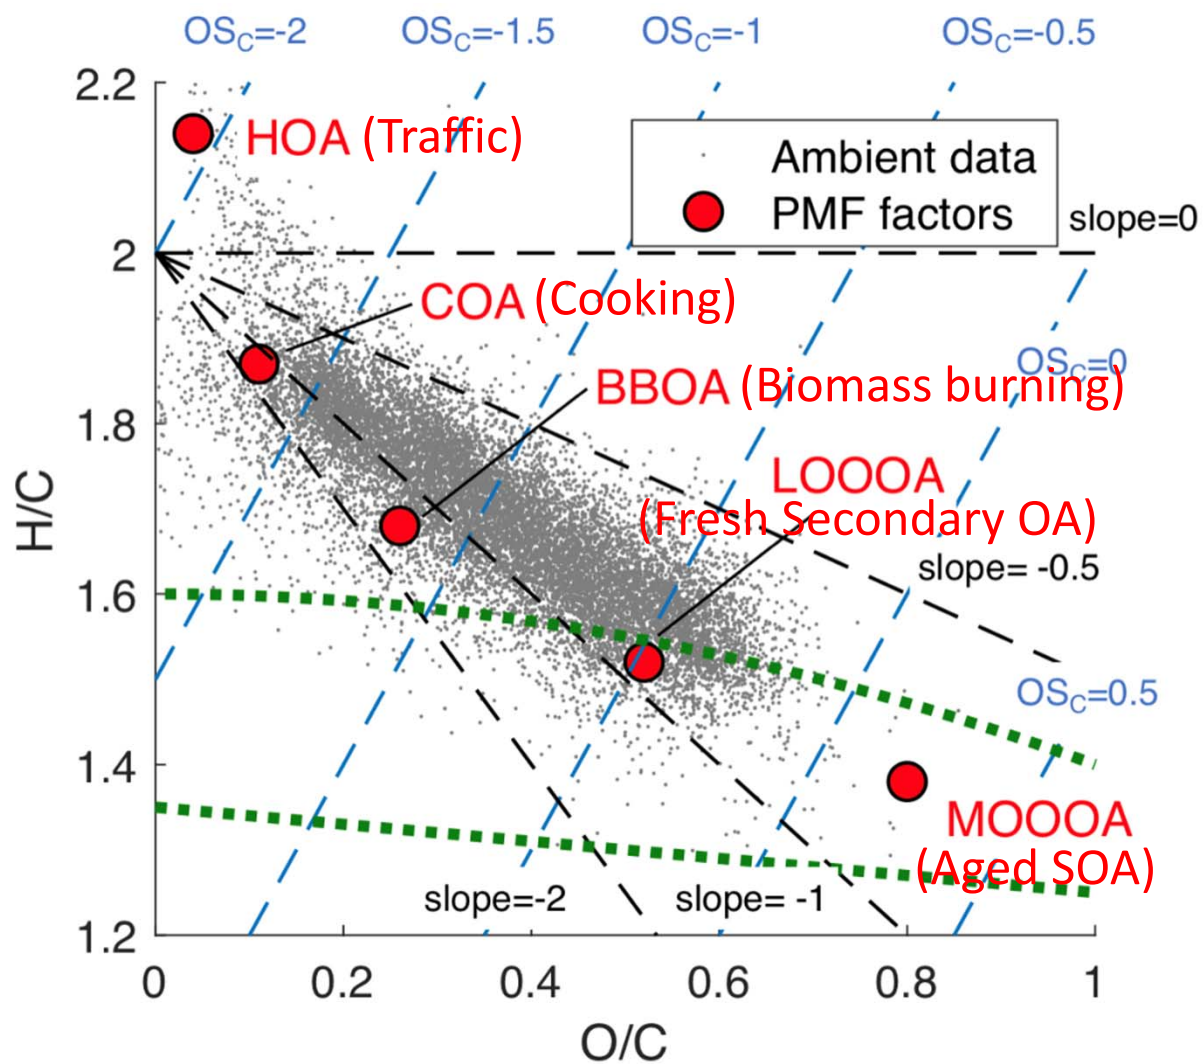 OSC=-2 OSC=-1.5 OSC=-1 OSC=-0.5
2.2
HOA (Traffic)
Ambient data
PMF factors
slope=0
2
COA (Cooking)
OSC=0
BBOA (Biomass burning)
1.8
LOOOA
(Fresh Secondary OA)
slope= -0.5
H/C
1.6
OSC=0.5
1.4
MOOOA
(Aged SOA)
slope=-2 slope= -1
1.2
0 0.2 0.4 0.6 0.8 1
O/C